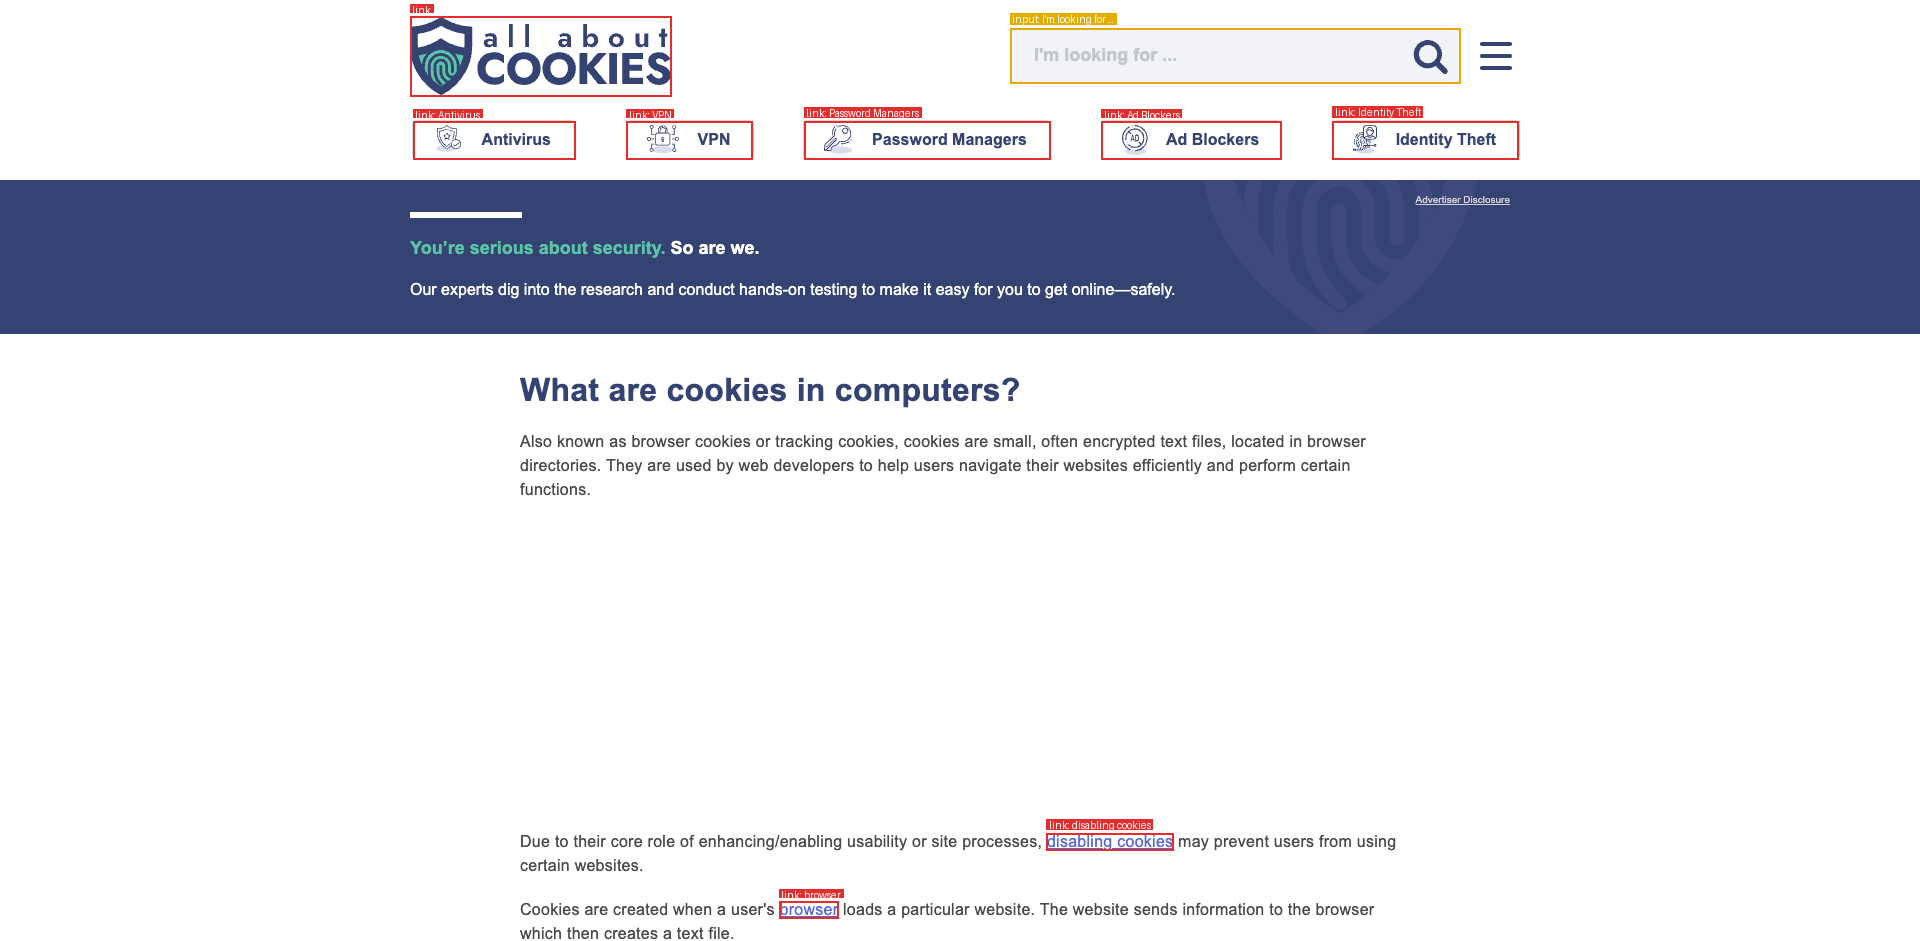 link
all about
COOKIES
input: I'm looking for ...
I'm looking for ...
link: Antivirus
Antivirus
link: VPN
VPN
link: Password Managers
Password Managers
link: Ad Blockers
AD
Ad Blockers
link: Identity Theft
Identity Theft
Advertiser Disclosure
You're serious about security. So are we.
Our experts dig into the research and conduct hands-on testing to make it easy for you to get online—safely.
What are cookies in computers?
Also known as browser cookies or tracking cookies, cookies are small, often encrypted text files, located in browser
directories. They are used by web developers to help users navigate their websites efficiently and perform certain
functions.
link: disabling cookies
Due to their core role of enhancing/enabling usability or site processes, disabling cookies may prevent users from using
certain websites.
link: browser
Cookies are created when a user's browser loads a particular website. The website sends information to the browser
which then creates a text file.